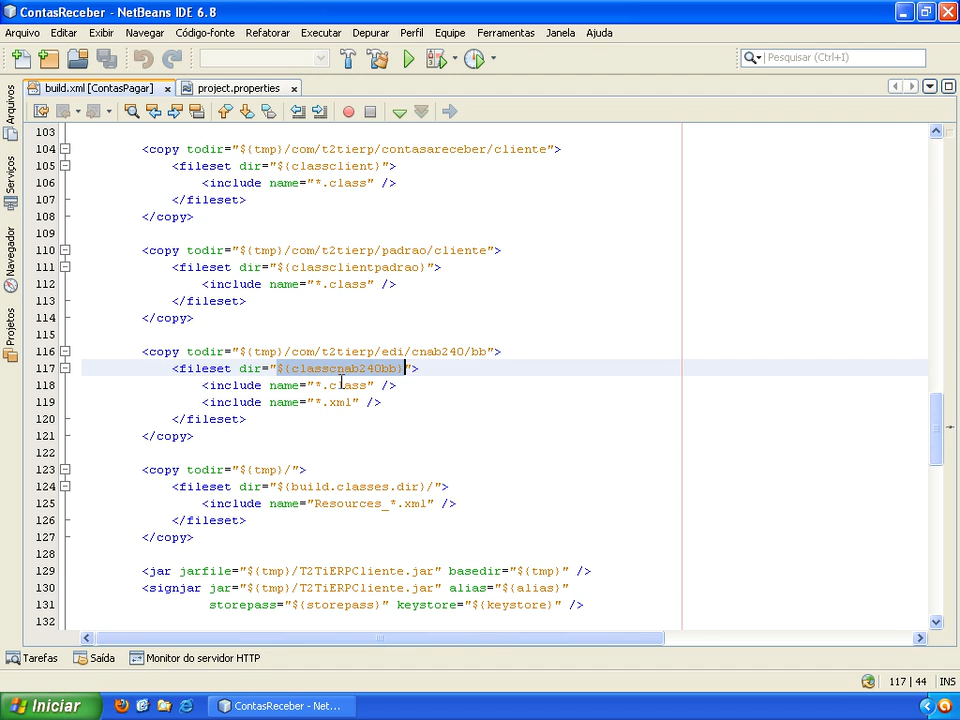 ContasReceber - NetBeans IDE 6.8
Arquivo Editar Exibir Navegar Código-fonte Refatorar Executar Depurar Perfil Equipe Ferramentas Janela Ajuda
Pesquisar (Ctrl+I)
build.xml [ContasPagar] project.properties
Arquivos
Serviços
Navegador
Projetos
103
104 <copy todir="${tmp}/com/t2tierp/contasareceber/cliente">
105 <fileset dir="${classclient}">
106 <include name="*.class" />
107 </fileset>
108 </copy>
109
110 <copy todir="${tmp}/com/t2tierp/padrao/cliente">
111 <fileset dir="${classclientpadrao}">
112 <include name="*.class" />
113 </fileset>
114 </copy>
115
116 <copy todir="${tmp}/com/t2tierp/edi/cnab240/bb">
117 <fileset dir="${classcnab240bb}">
118 <include name="*.class" />
119 <include name="*.xml" />
120 </fileset>
121 </copy>
122
123 <copy todir="${tmp}/">
124 <fileset dir="${build.classes.dir}/">
125 <include name="Resources_*.xml" />
126 </fileset>
127 </copy>
128
129 <jar jarfile="${tmp}/T2TiERPCliente.jar" basedir="${tmp}" />
130 <signjar jar="${tmp}/T2TiERPCliente.jar" alias="${alias}"
131 storepass="${storepass}" keystore="${keystore}" />
132
Tarefas Saída Monitor do servidor HTTP
117 | 44 INS
Iniciar ContasReceber - Net...